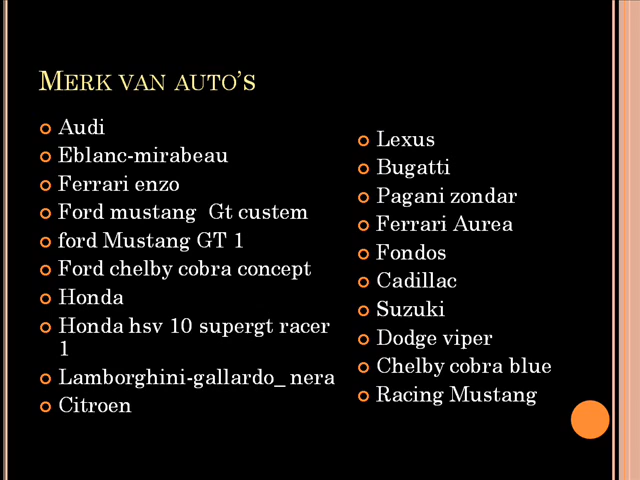 Merk van auto's
Audi
Eblanc-mirabeau
Ferrari enzo
Ford mustang  Gt custem
ford Mustang GT 1
Ford chelby cobra concept
Honda
Honda hsv 10 supergt racer
1
Lamborghini-gallardo_ nera
Citroen
Lexus
Bugatti
Pagani zondar
Ferrari Aurea
Fondos
Cadillac
Suzuki
Dodge viper
Chelby cobra blue
Racing Mustang